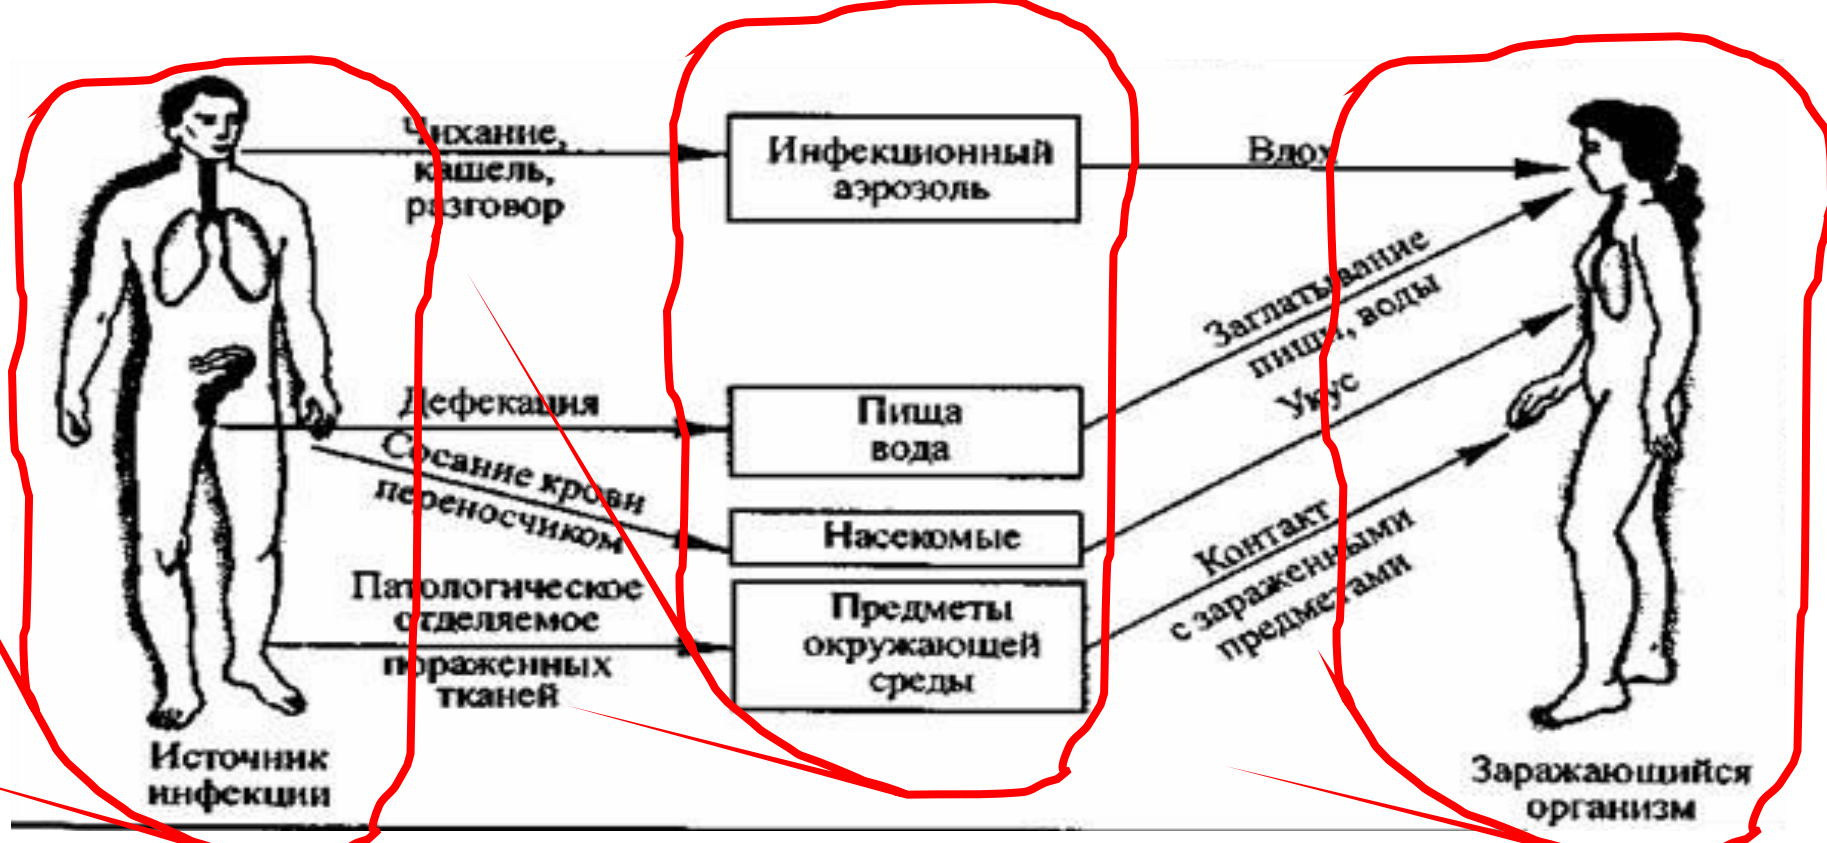 Чихание,
кашель,
разговор
Инфекционный
аэрозоль
Вдох
Дефекация
Пища
вода
Заглатывание
пищи, воды
Сосание крови
переносчиком
Насекомые
Укус
Патологическое
отделяемое
пораженных
тканей
Предметы
окружающей
среды
Контакт
с зараженными
предметами
Источник
инфекции
Заражающийся
организм